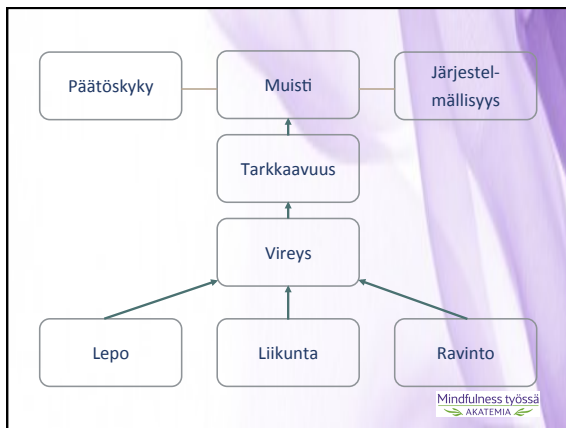 Päätöskyky
Muisti
Järjestel-
mällisyys
Tarkkaavuus
Vireys
Lepo
Liikunta
Ravinto
Mindfulness työssä
AKATEMIA